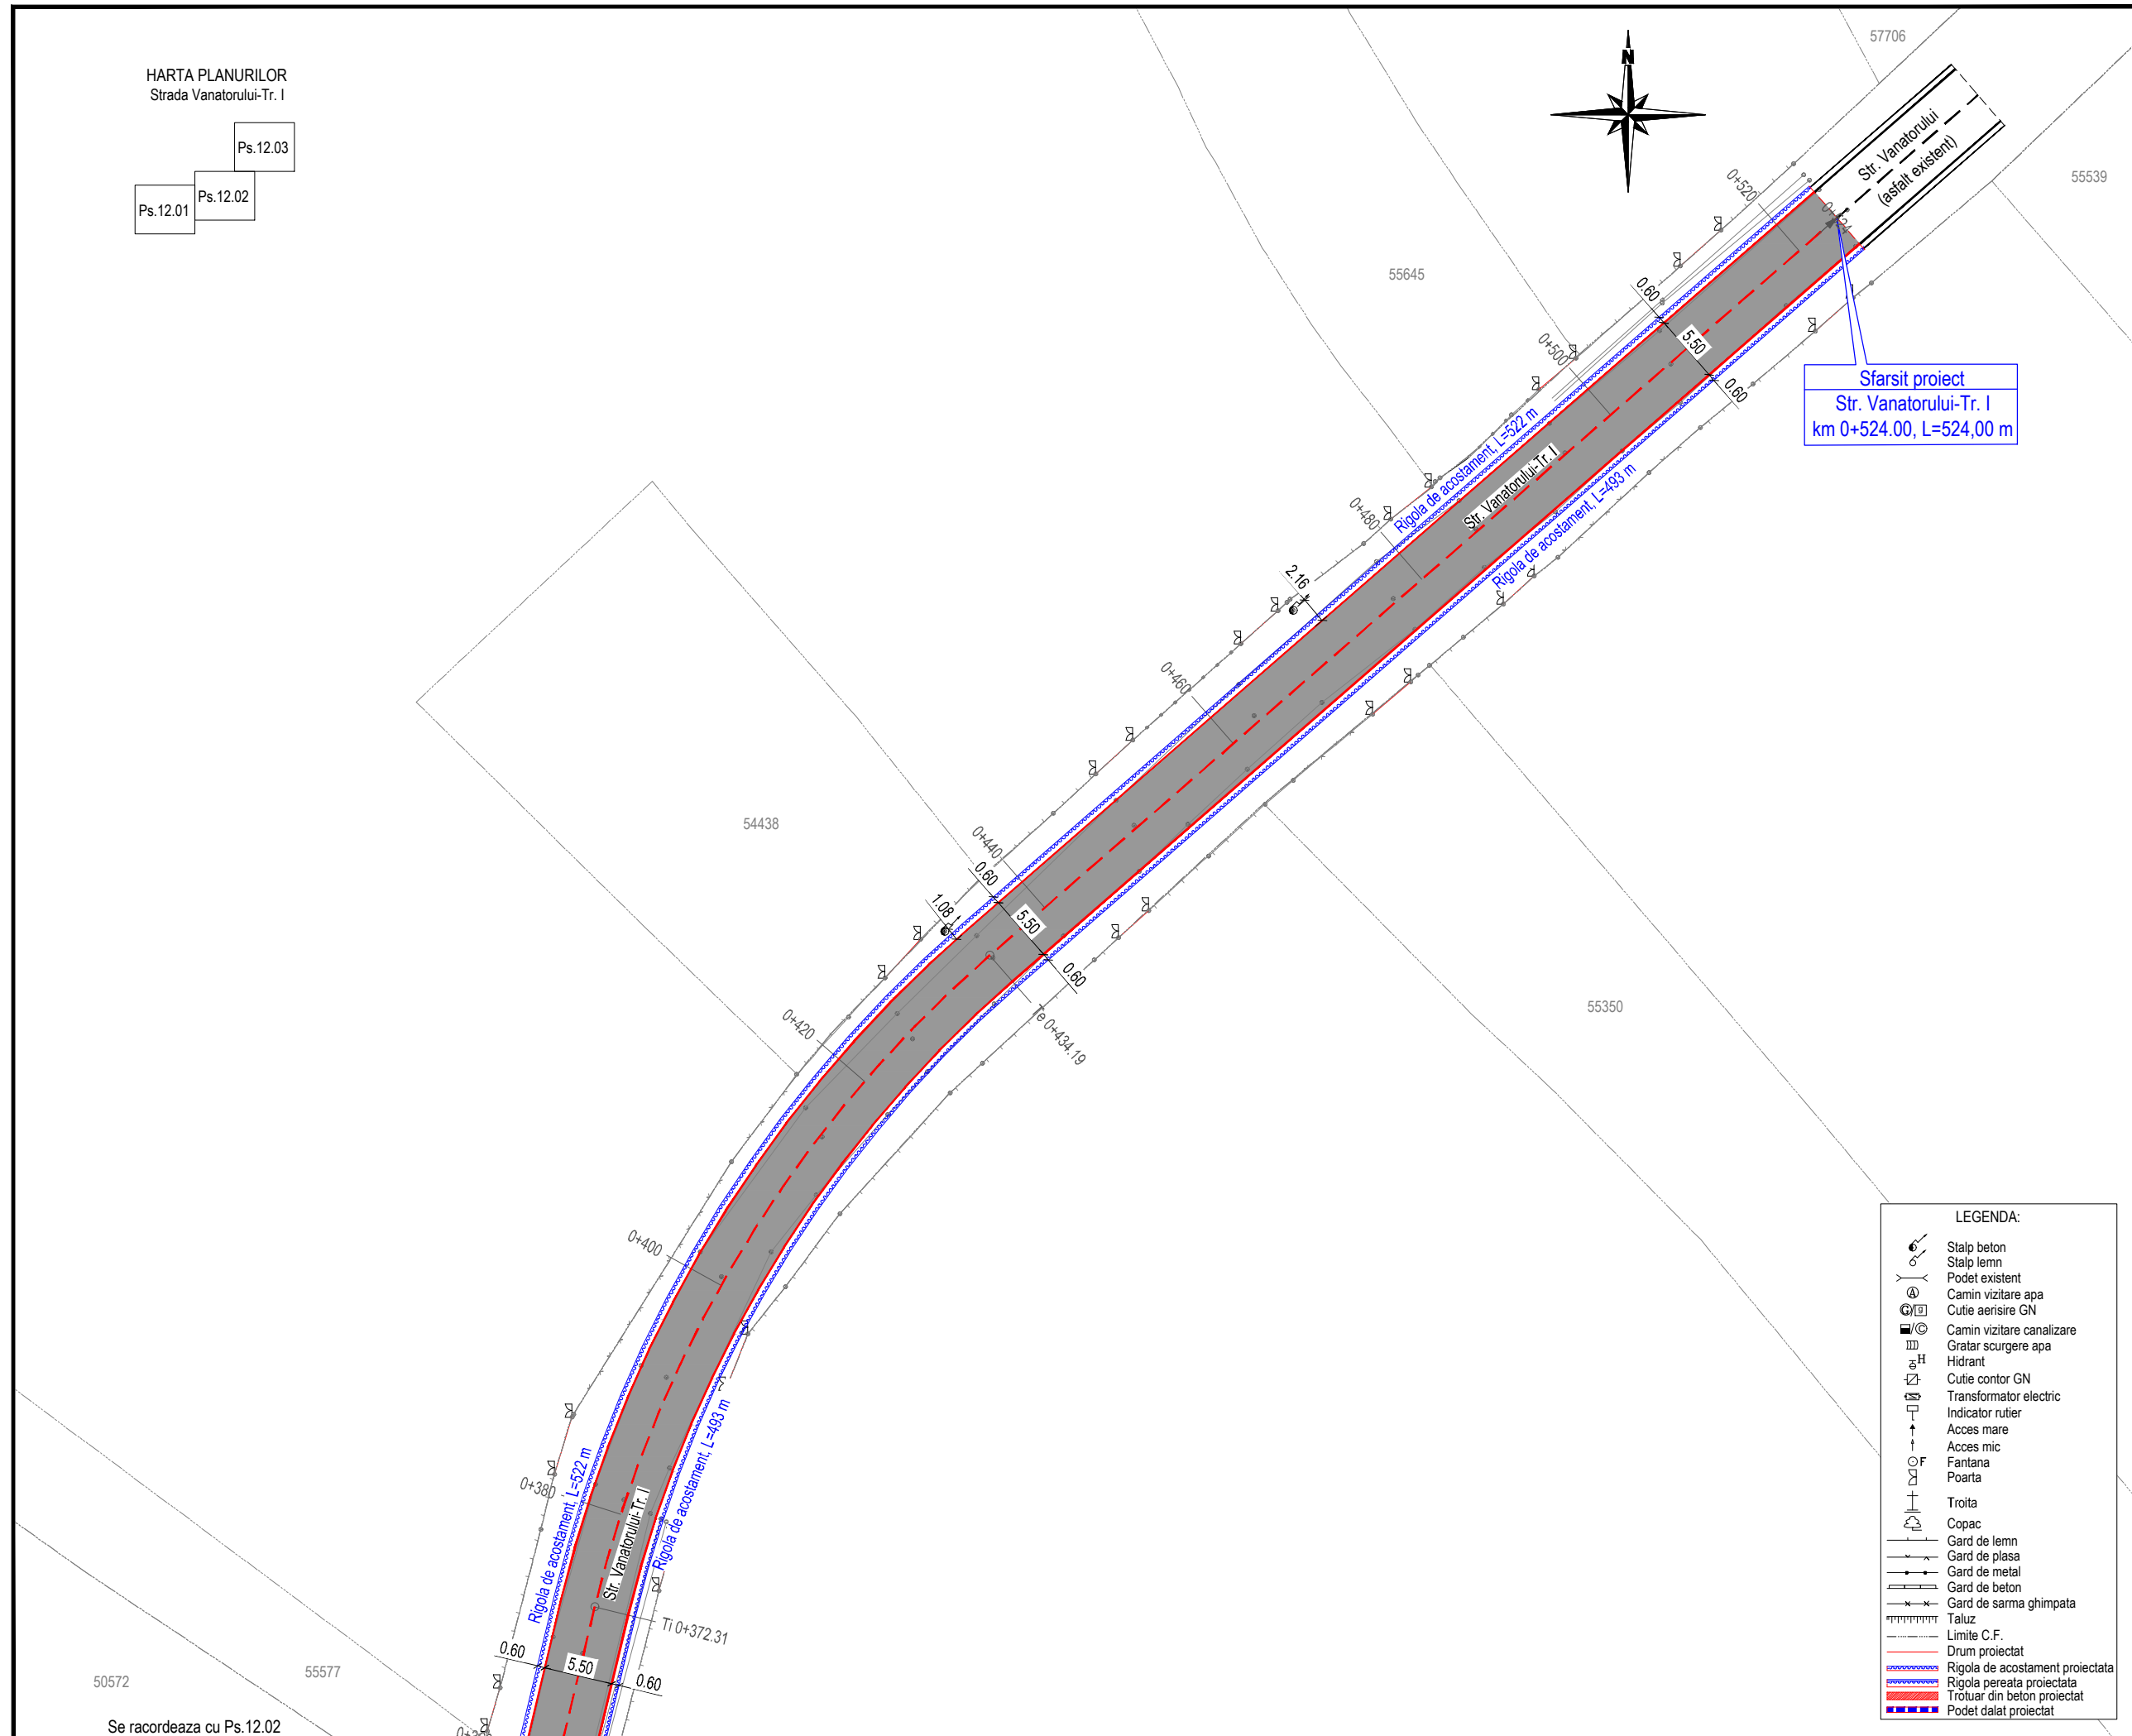 HARTA PLANURILOR
Strada Vanatorului-Tr. I
Ps.12.03
Ps.12.02
Ps.12.01
N
57706
55539
55645
Str. Vanatorului
(asfalt existent)
0+520
0.60
5.50
0.60
0+500
Sfarsit proiect
Str. Vanatorului-Tr. I
km 0+524.00, L=524,00 m
Rigola de acostament, L=522 m
Str. Vanatorului-Tr. I
Rigola de acostament, L=493 m
0+480
2.16
0+460
54438
0+440
0.60
1.08
5.50
0.60
Te 0+434.19
55350
0+420
0+400
0+380
Rigola de acostament, L=522 m
Str. Vanatorului-Tr. I
Rigola de acostament, L=493 m
Ti 0+372.31
0.60
5.50
0.60
50572
55577
Se racordeaza cu Ps.12.02
LEGENDA:
Stalp beton
Stalp lemn
Podet existent
A Camin vizitare apa
G/g Cutie aerisire GN
/C Camin vizitare canalizare
Gratar scurgere apa
H Hidrant
Cutie contor GN
Transformator electric
Indicator rutier
Acces mare
Acces mic
F Fantana
Poarta
Troita
Copac
Gard de lemn
Gard de plasa
Gard de metal
Gard de beton
Gard de sarma ghimpata
Taluz
Limite C.F.
Drum proiectat
Rigola de acostament proiectata
Rigola pereata proiectata
Trotuar din beton proiectat
Podet dalat proiectat